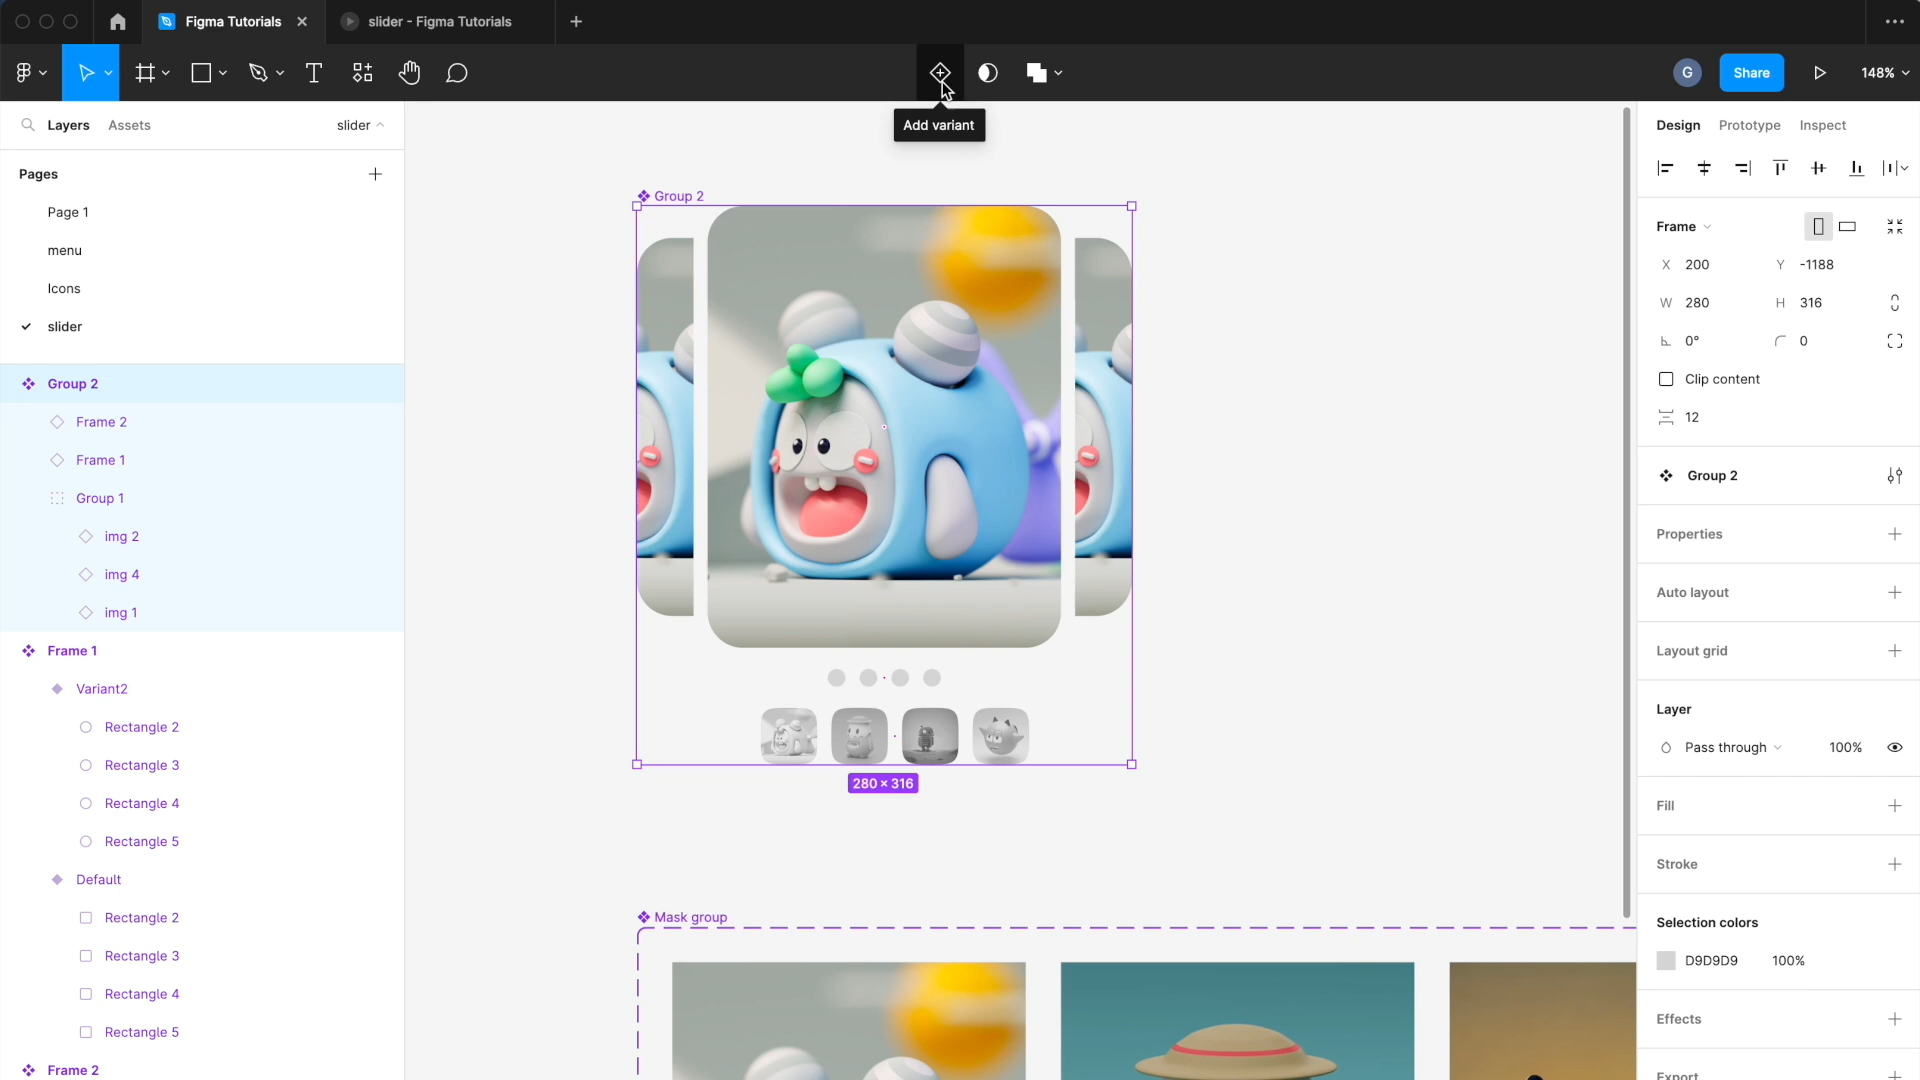 Figma Tutorials
slider - Figma Tutorials
G
Share
148%
Layers
Assets
slider
Add variant
Design
Prototype
Inspect
Pages
Page 1
menu
Icons
slider
Group 2
Frame 2
Frame 1
Group 1
img 2
img 4
img 1
Frame 1
Variant2
Rectangle 2
Rectangle 3
Rectangle 4
Rectangle 5
Default
Rectangle 2
Rectangle 3
Rectangle 4
Rectangle 5
Frame 2
Group 2
280 × 316
Mask group
Frame
X 200
Y -1188
W 280
H 316
0°
0
Clip content
12
Group 2
Properties
Auto layout
Layout grid
Layer
Pass through
100%
Fill
Stroke
Selection colors
D9D9D9
100%
Effects
Export